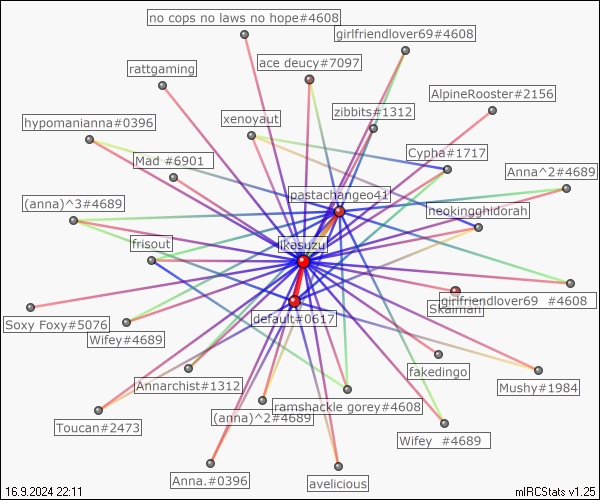 no cops no laws no hope#4608
girlfriendlover69#4608
ace deucy#7097
rattgaming
AlpineRooster#2156
zibbits#1312
xenoyaut
hypomanianna#0396
Cypha#1717
Mad #6901
Anna^2#4689
pastachangeo41
(anna)^3#4689
neokingghidorah
frisout
ikasuzu
girlfriendlover69 #4608
Skaiman
default#0617
Soxy Foxy#5076
Wifey#4689
fakedingo
Annarchist#1312
Mushy#1984
ramshackle gorey#4608
(anna)^2#4689
Toucan#2473
Wifey #4689
Anna.#0396
avelicious
16.9.2024 22:11
mIRCStats v1.25